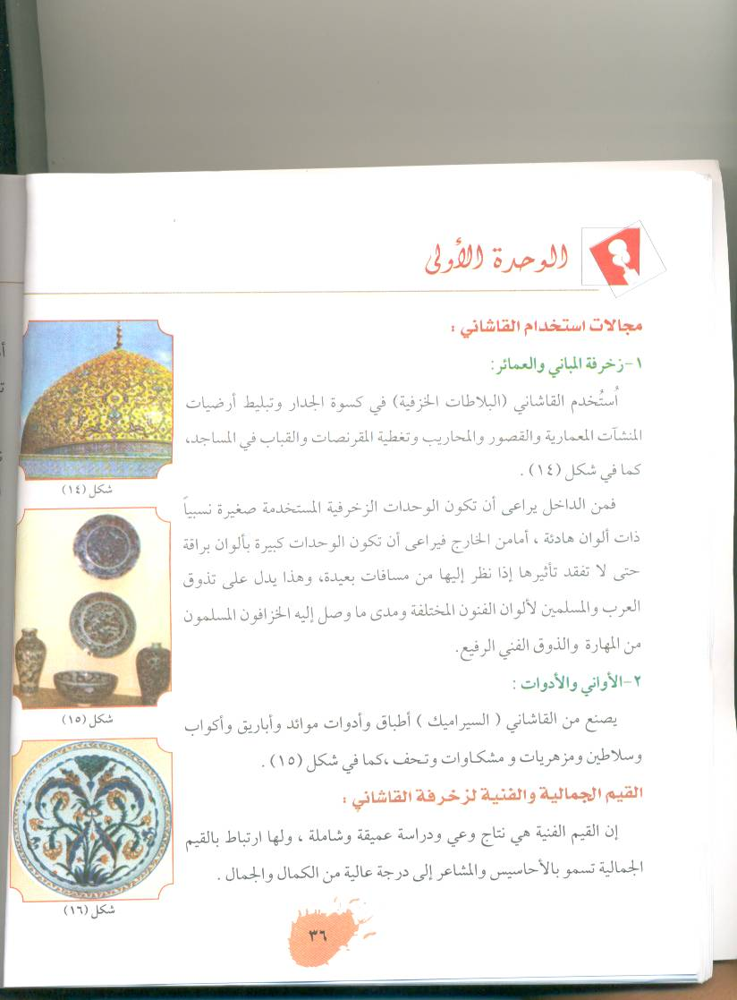 الوحدة الأولى
مجالات استخدام القاشاني :
١-زخرفة المباني والعمائر:
اُستُخدم القاشاني (البلاطات الخزفية) في كسوة الجدار وتبليط أرضيات
المنشآت المعمارية والقصور والمحاريب وتغطية المقرنصات والقباب في المساجد،
كما في شكل (١٤) .
فمن الداخل يراعى أن تكون الوحدات الزخرفية المستخدمة صغيرة نسبياً
ذات ألوان هادئة ، أمامن الخارج فيراعى أن تكون الوحدات كبيرة بألوان براقة
حتى لا تفقد تأثيرها إذا نظر إليها من مسافات بعيدة، وهذا يدل على تذوق
العرب والمسلمين لألوان الفنون المختلفة ومدى ما وصل إليه الخزافون المسلمون
من المهارة والذوق الفني الرفيع.
٢-الأواني والأدوات :
يصنع من القاشاني ( السيراميك ) أطباق وأدوات موائد وأباريق وأكواب
وسلاطين ومزهريات و مشكاوات وتحف ،كما في شكل (١٥) .
القيم الجمالية والفنية لزخرفة القاشاني :
إن القيم الفنية هي نتاج وعي ودراسة عميقة وشاملة ، ولها ارتباط بالقيم
الجمالية تسمو بالأحاسيس والمشاعر إلى درجة عالية من الكمال والجمال .
شكل (١٤)
شكل (١٥)
شكل (١٦)
٣٦